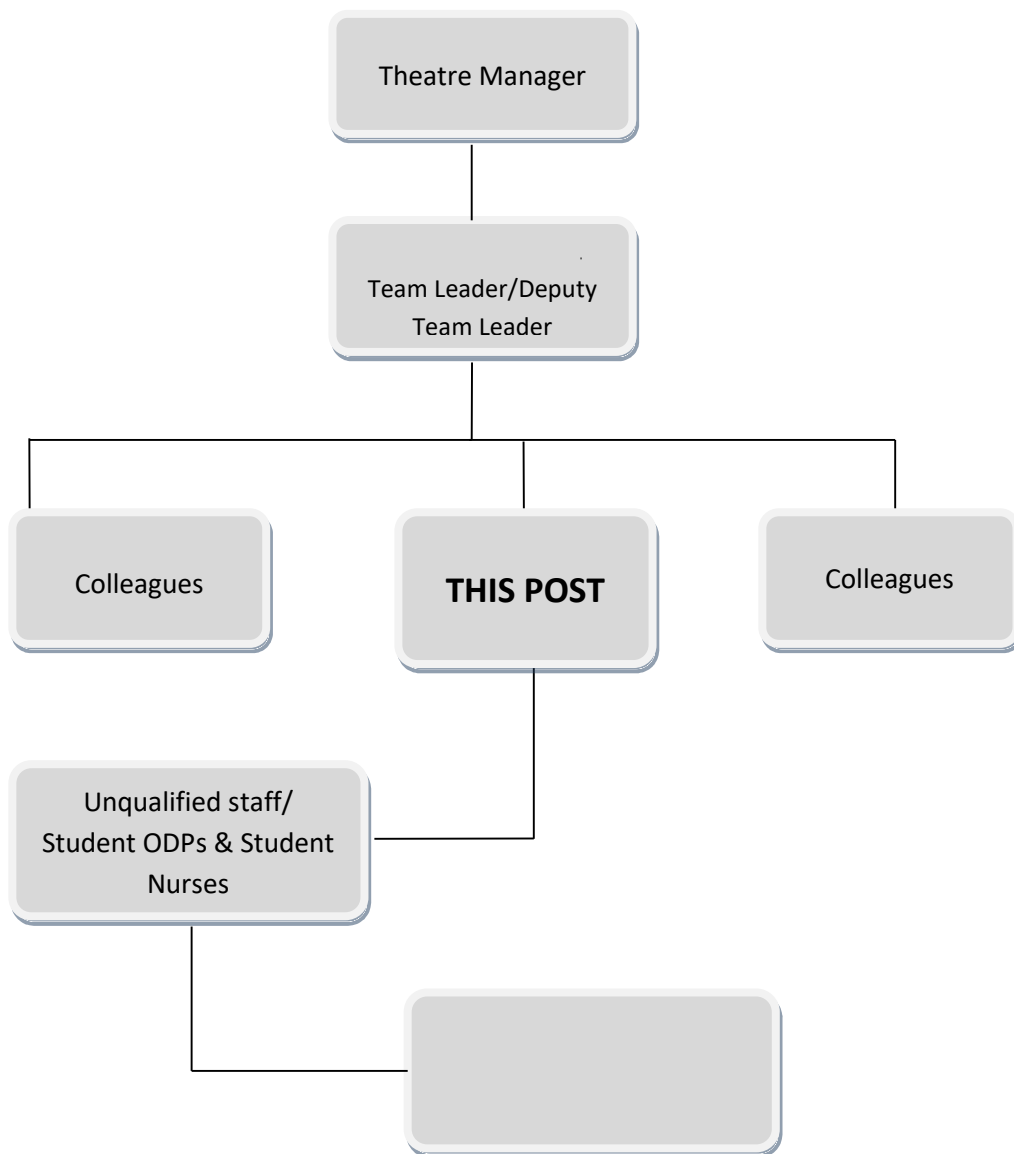 Theatre Manager
Team Leader/Deputy
Team Leader
Colleagues
THIS POST
Colleagues
Unqualified staff/
Student ODPs & Student
Nurses